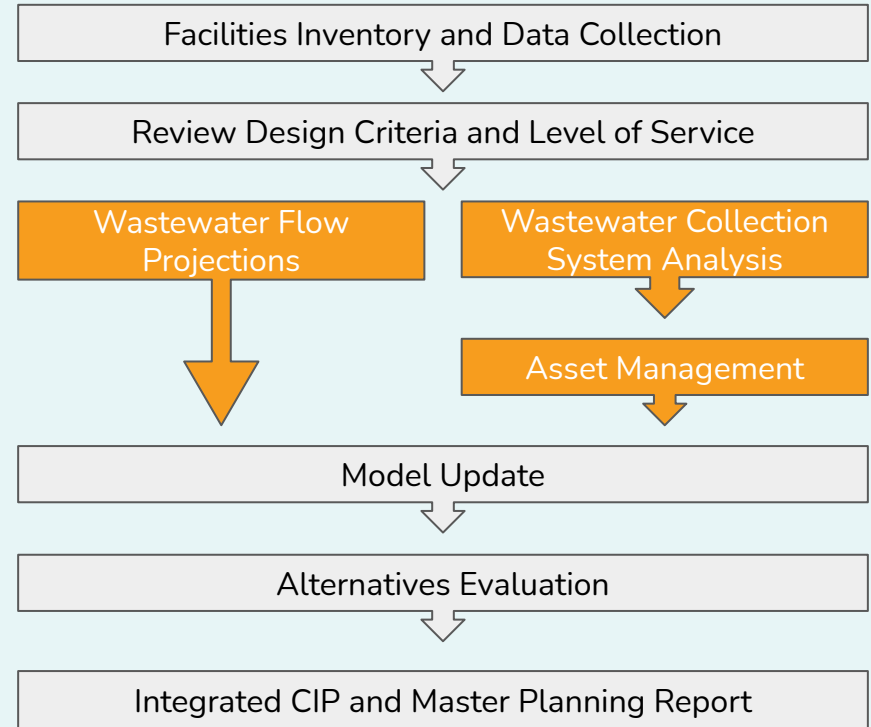 Facilities Inventory and Data Collection
Review Design Criteria and Level of Service
Wastewater Flow
Projections
Wastewater Collection
System Analysis
Asset Management
Model Update
Alternatives Evaluation
Integrated CIP and Master Planning Report